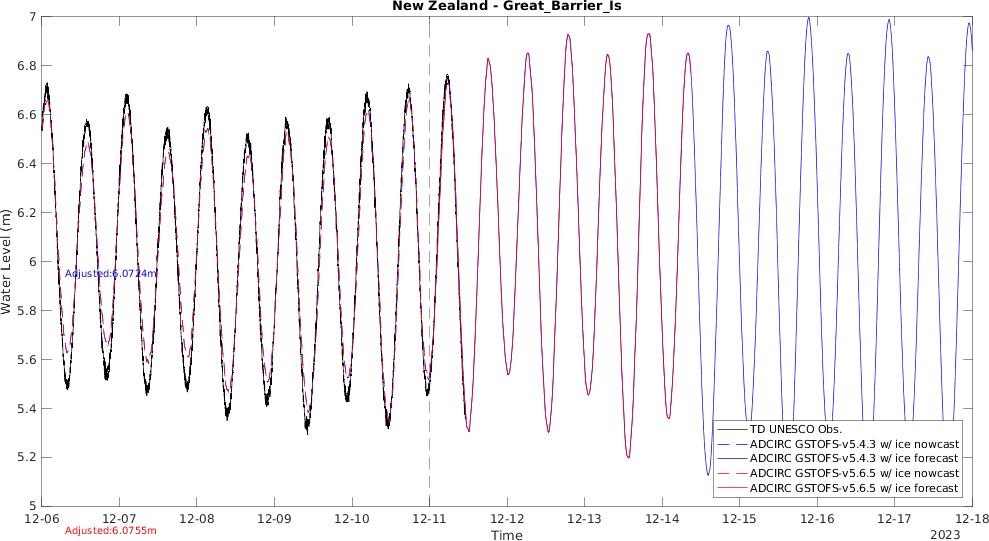 New Zealand - Great_Barrier_Is
7
6.8
6.6
6.4
6.2
6
5.8
5.6
5.4
5.2
5
Water Level (m)
Adjusted:6.0724m
TD UNESCO Obs.
ADCIRC GSTOFS-v5.4.3 w/ ice nowcast
ADCIRC GSTOFS-v5.4.3 w/ ice forecast
ADCIRC GSTOFS-v5.6.5 w/ ice nowcast
ADCIRC GSTOFS-v5.6.5 w/ ice forecast
12-06 12-07 12-08 12-09 12-10 12-11 12-12 12-13 12-14 12-15 12-16 12-17 12-18
Adjusted:6.0755m
Time
2023